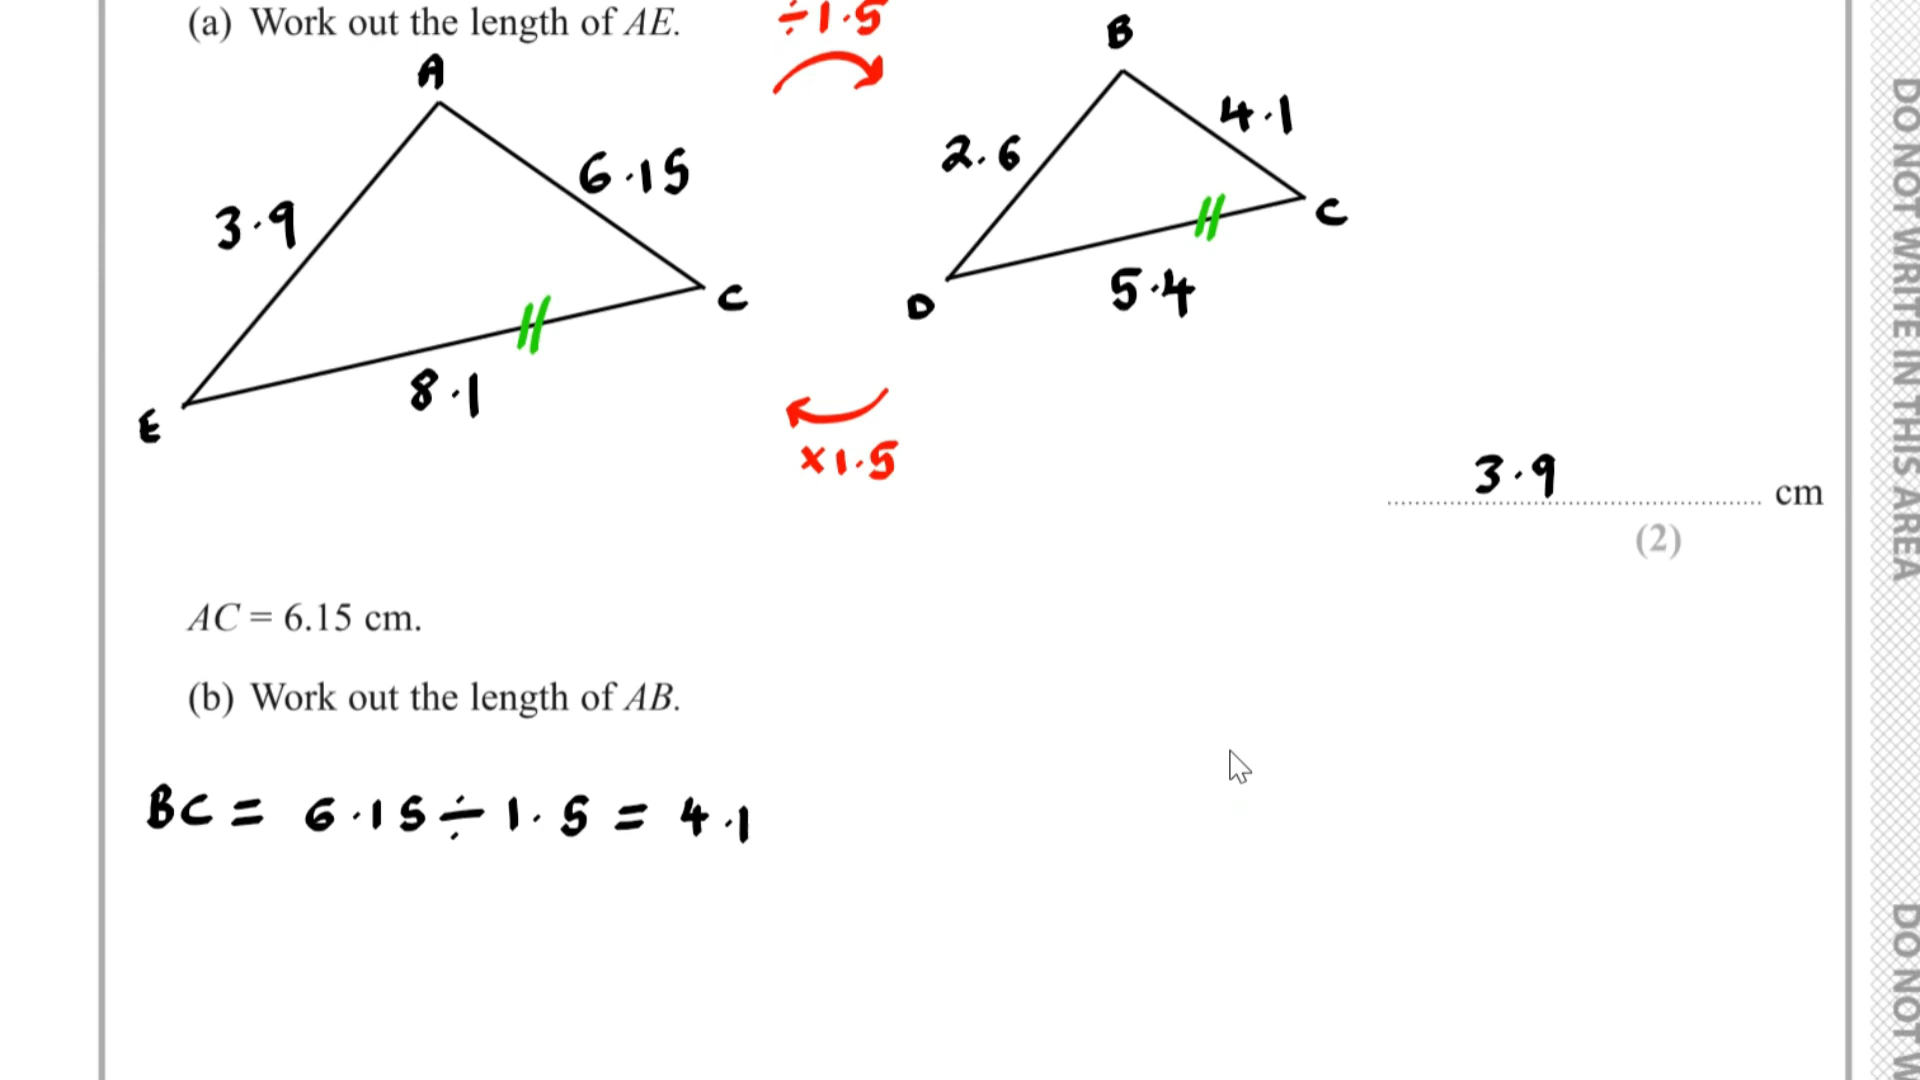 (a) Work out the length of AE.
÷1.5
A
B
4.1
2.6
6.15
3.9
C
C
D
5.4
8.1
E
×1.5
3.9
cm
(2)
AC = 6.15 cm.
(b) Work out the length of AB.
BC = 6.15 ÷ 1.5 = 4.1
DO NOT WRITE IN THIS AREA
DO NOT W